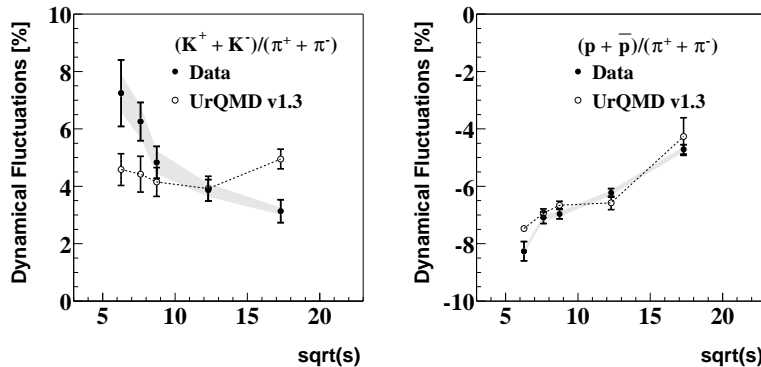 Dynamical Fluctuations [%]
10
8
6
4
2
0
(K⁺ + K⁻)/(π⁺ + π⁻)
Data
UrQMD v1.3
5 10 15 20
sqrt(s)
Dynamical Fluctuations [%]
0
-2
-4
-6
-8
-10
(p + p̅)/(π⁺ + π⁻)
Data
UrQMD v1.3
5 10 15 20
sqrt(s)